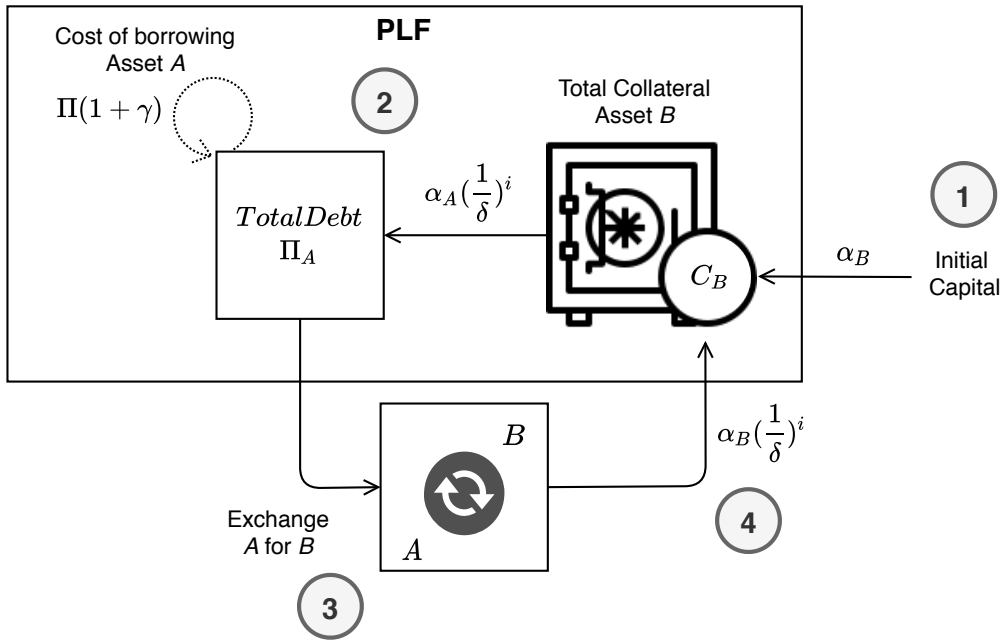 PLF
Cost of borrowing
Asset A
Π(1 + γ)
2
Total Collateral
Asset B
1
α_A(1/δ)^i
TotalDebt
Π_A
C_B
α_B
Initial
Capital
B
α_B(1/δ)^i
A
Exchange
A for B
4
3